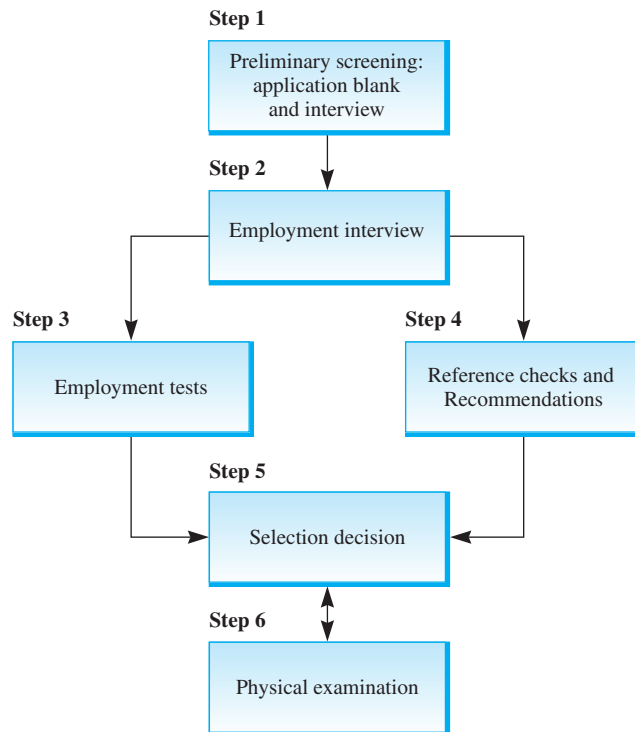 Step 1
Preliminary screening:
application blank
and interview
Step 2
Employment interview
Step 3
Employment tests
Step 4
Reference checks and
Recommendations
Step 5
Selection decision
Step 6
Physical examination